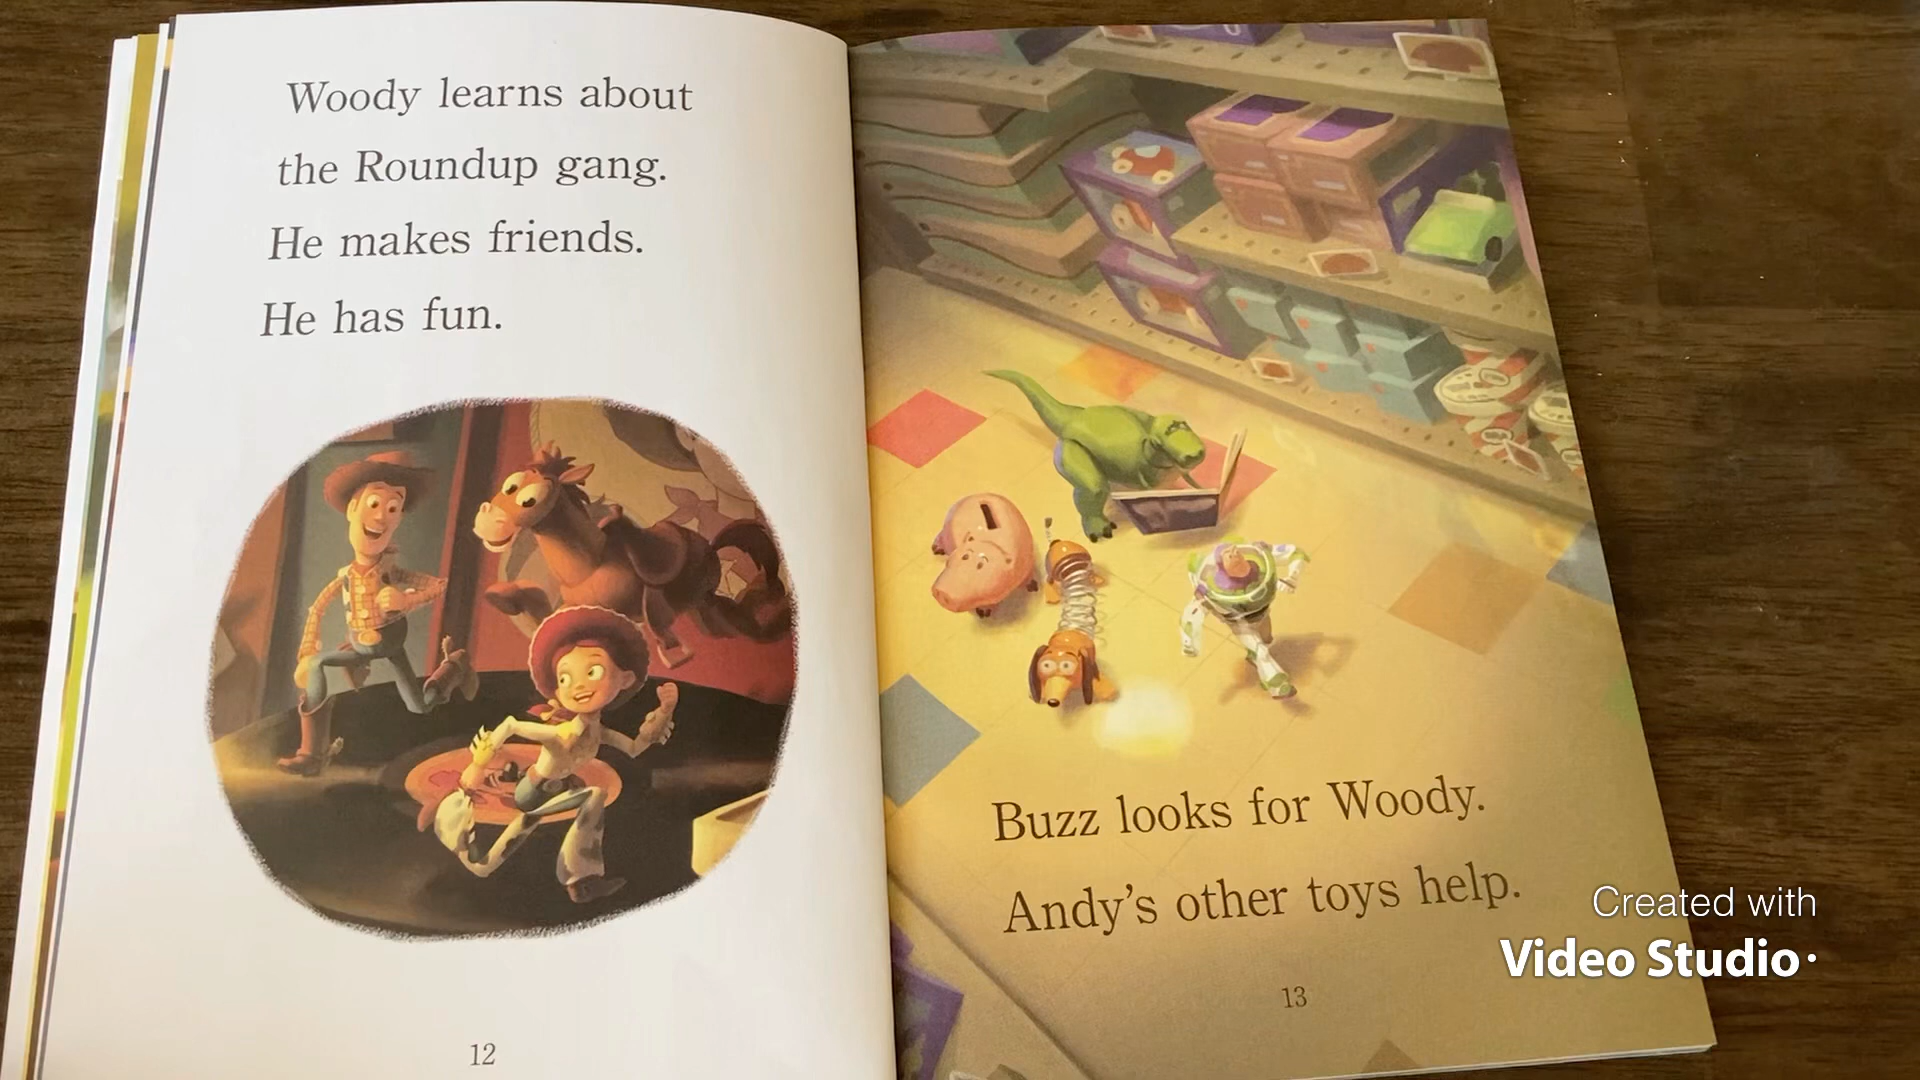 Woody learns about
the Roundup gang.
He makes friends.
He has fun.
12
Buzz looks for Woody.
Andy's other toys help.
13
Created with
Video Studio